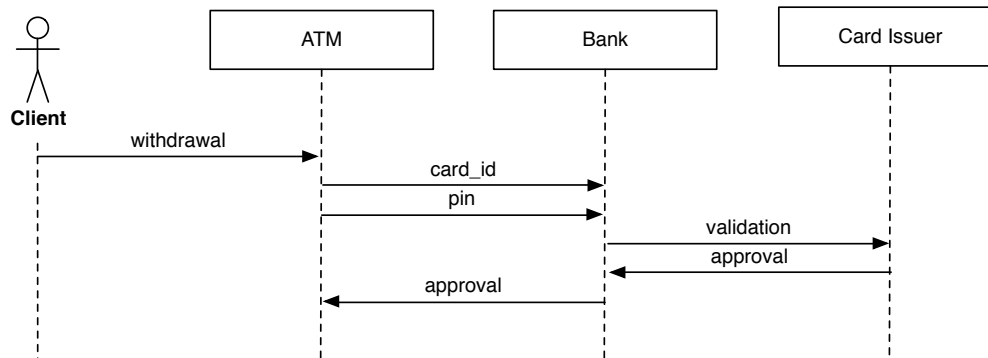 ATM
Bank
Card Issuer
Client
withdrawal
card_id
pin
validation
approval
approval